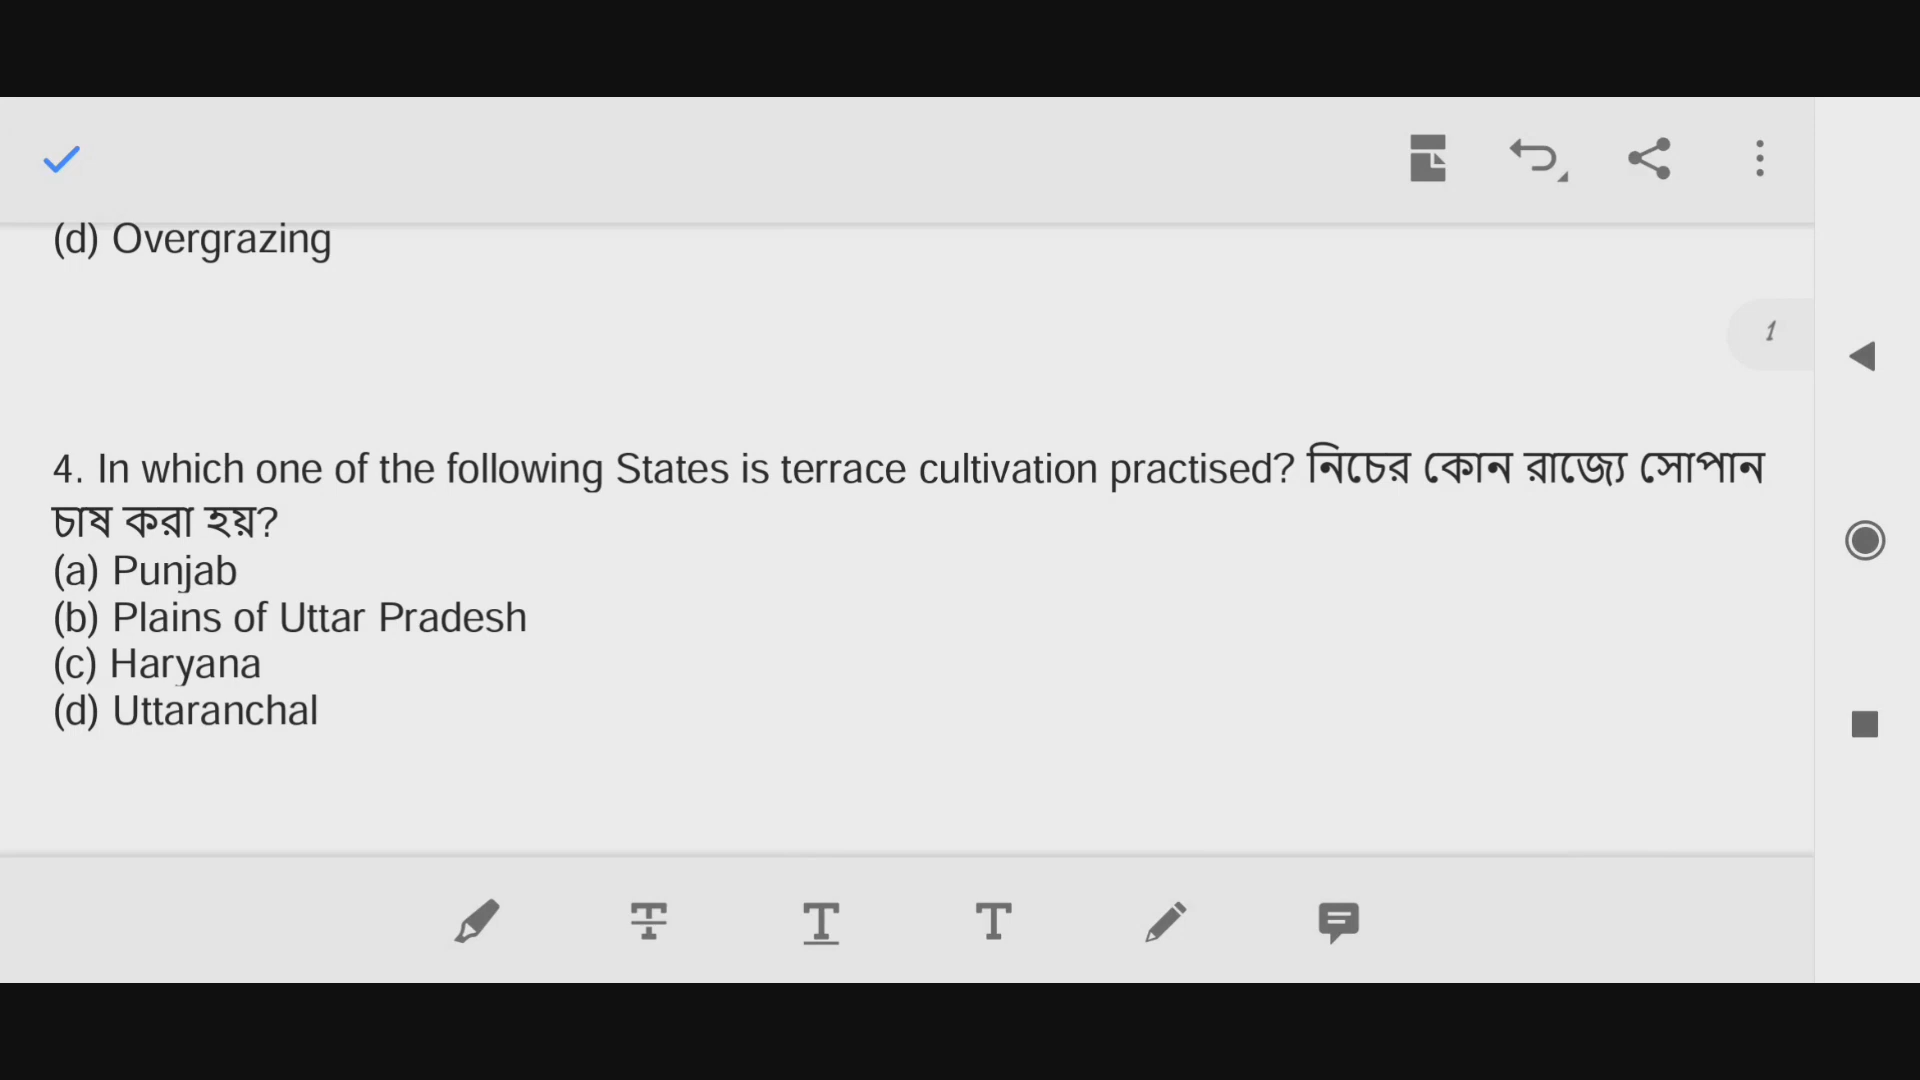 (d) Overgrazing
1
4. In which one of the following States is terrace cultivation practised? নিচের কোন রাজ্যে সোপান
চাষ করা হয়?
(a) Punjab
(b) Plains of Uttar Pradesh
(c) Haryana
(d) Uttaranchal